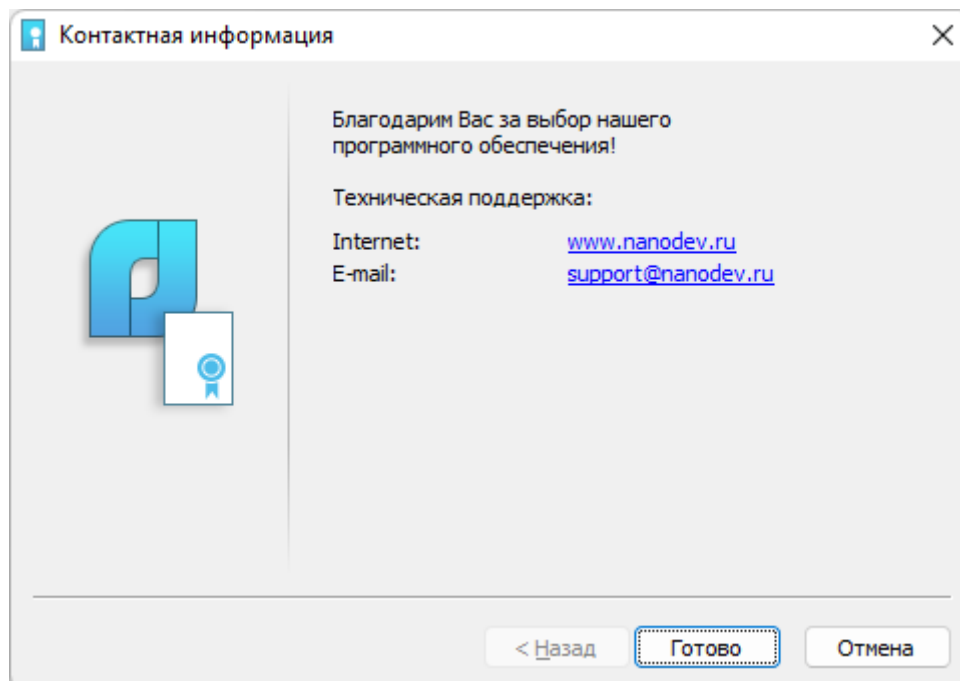 Контактная информация
Благодарим Вас за выбор нашего
программного обеспечения!
Техническая поддержка:
Internet: www.nanodev.ru
E-mail: support@nanodev.ru
< Назад Готово Отмена